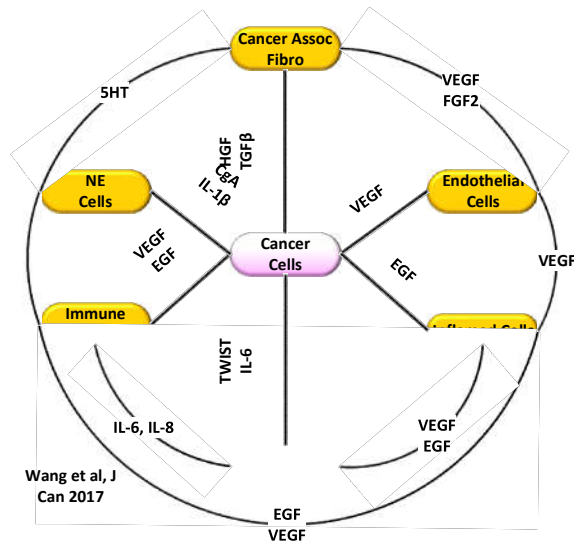 Cancer Assoc
Fibro
5HT
VEGF
FGF2
HGF
TGFβ
CgA
IL-1β
NE
Cells
VEGF
Endothelial
Cells
Cancer
Cells
VEGF
EGF
EGF
VEGF
Immune
Inflamed Cells
TWIST
IL-6
IL-6, IL-8
VEGF
EGF
Wang et al, J
Can 2017
EGF
VEGF